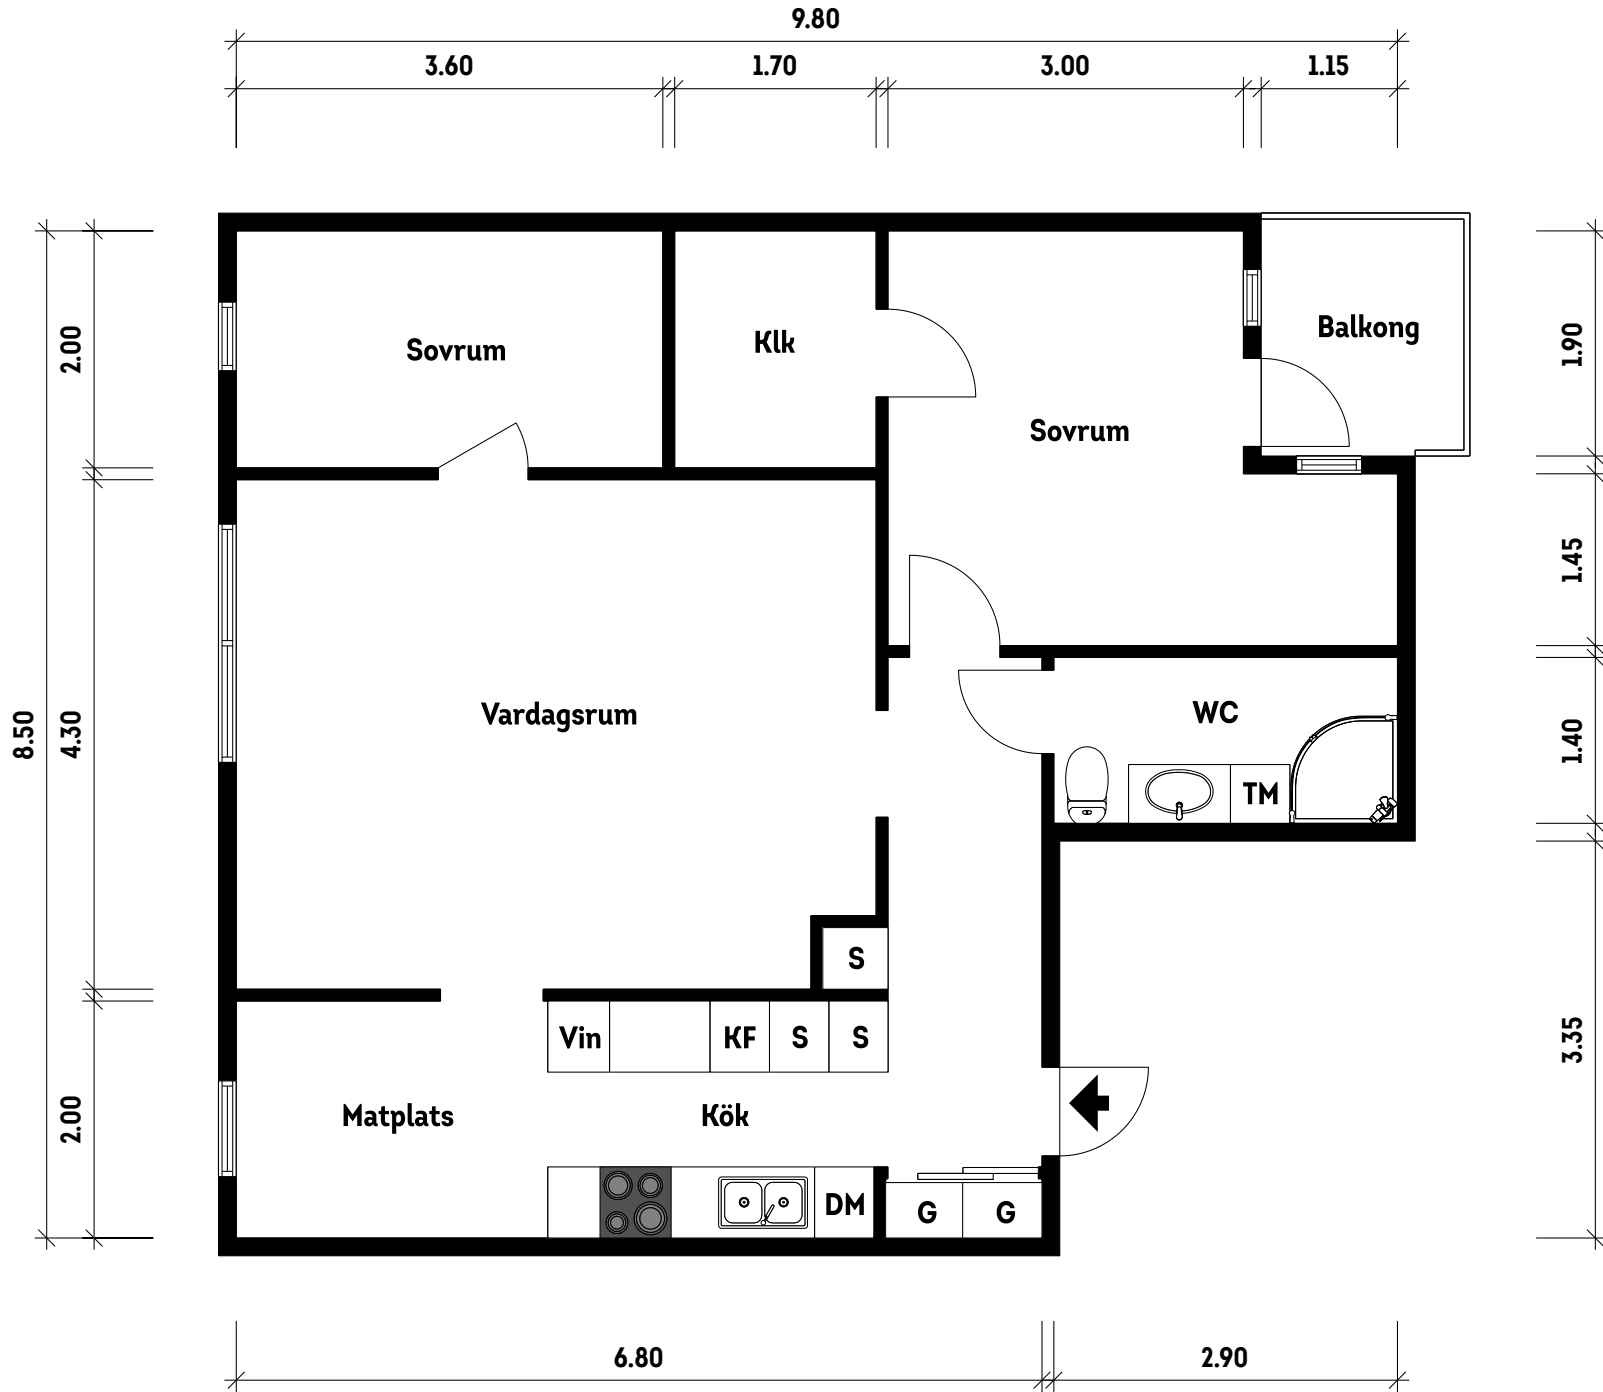 9.80
3.60 1.70 3.00 1.15
Balkong
2.00
1.90
Sovrum
Klk
Sovrum
1.45
Vardagsrum
WC
8.50
4.30
1.40
TM
S
Vin KF S S
3.35
2.00
Matplats
Kök
DM
G G
6.80 2.90